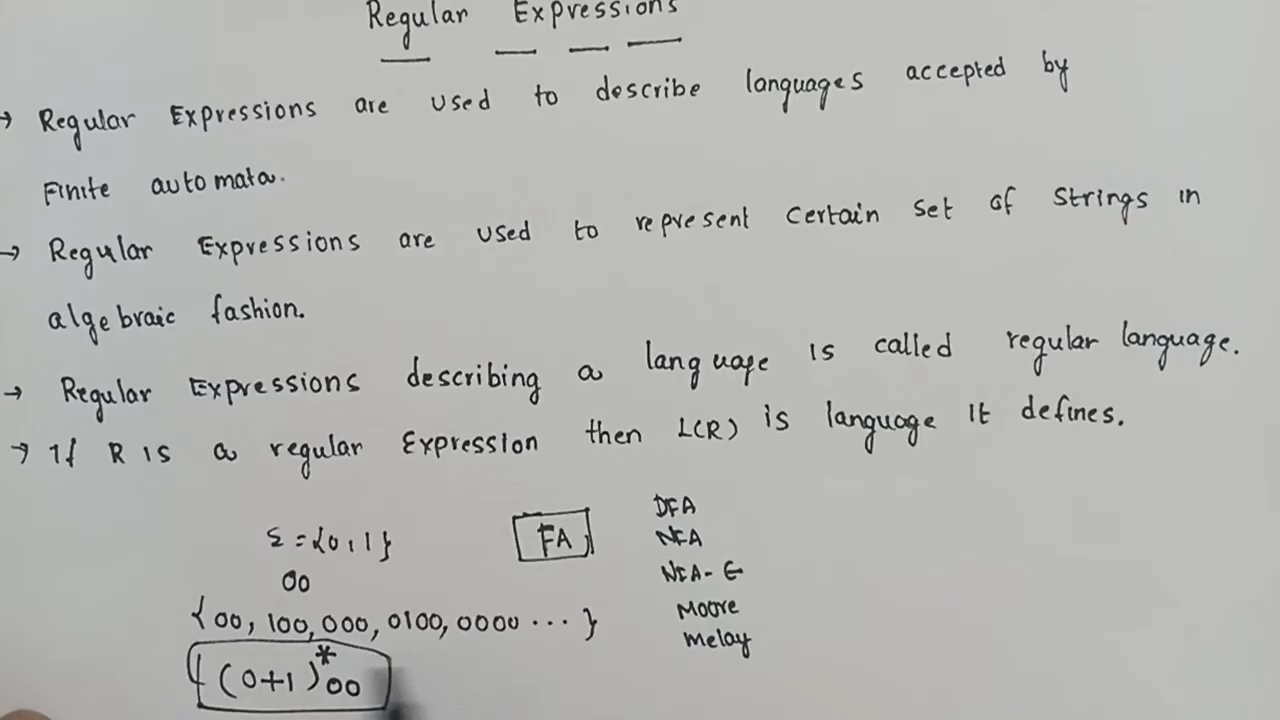 Regular Expressions
→ Regular Expressions are used to describe languages accepted by
Finite automata.
→ Regular Expressions are used to represent certain set of strings in
algebraic fashion.
→ Regular Expressions describing a language is called regular language.
→ If R is a regular Expression then L(R) is language it defines.
Σ = {0,1}
FA
DFA
NFA
NFA-ϵ
Moore
Melay
00
{00, 100, 000, 0100, 0000 ... }
(0+1)*00